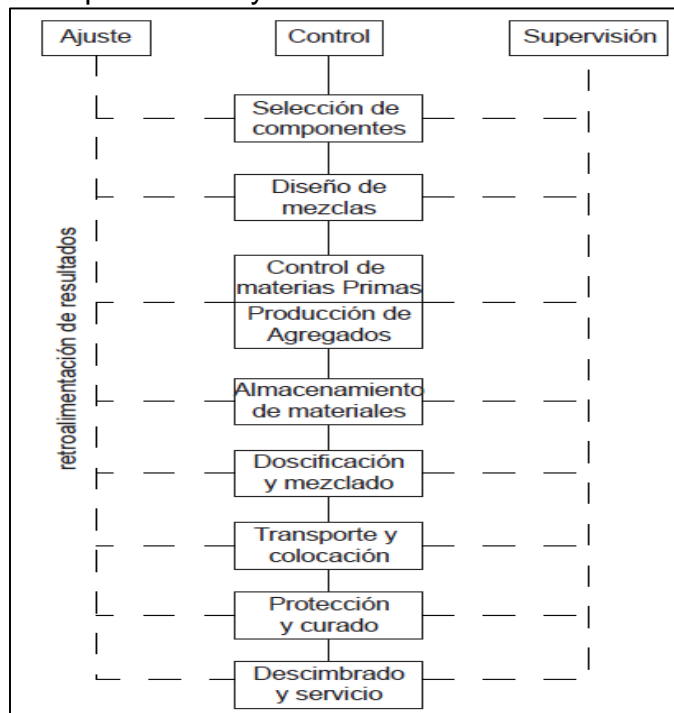 Ajuste
Control
Supervisión
Selección de
componentes
Diseño de
mezclas
retroalimentación de resultados
Control de
materias Primas
Producción de
Agregados
Almacenamiento
de materiales
Doscificación
y mezclado
Transporte y
colocación
Protección
y curado
Descimbrado
y servicio